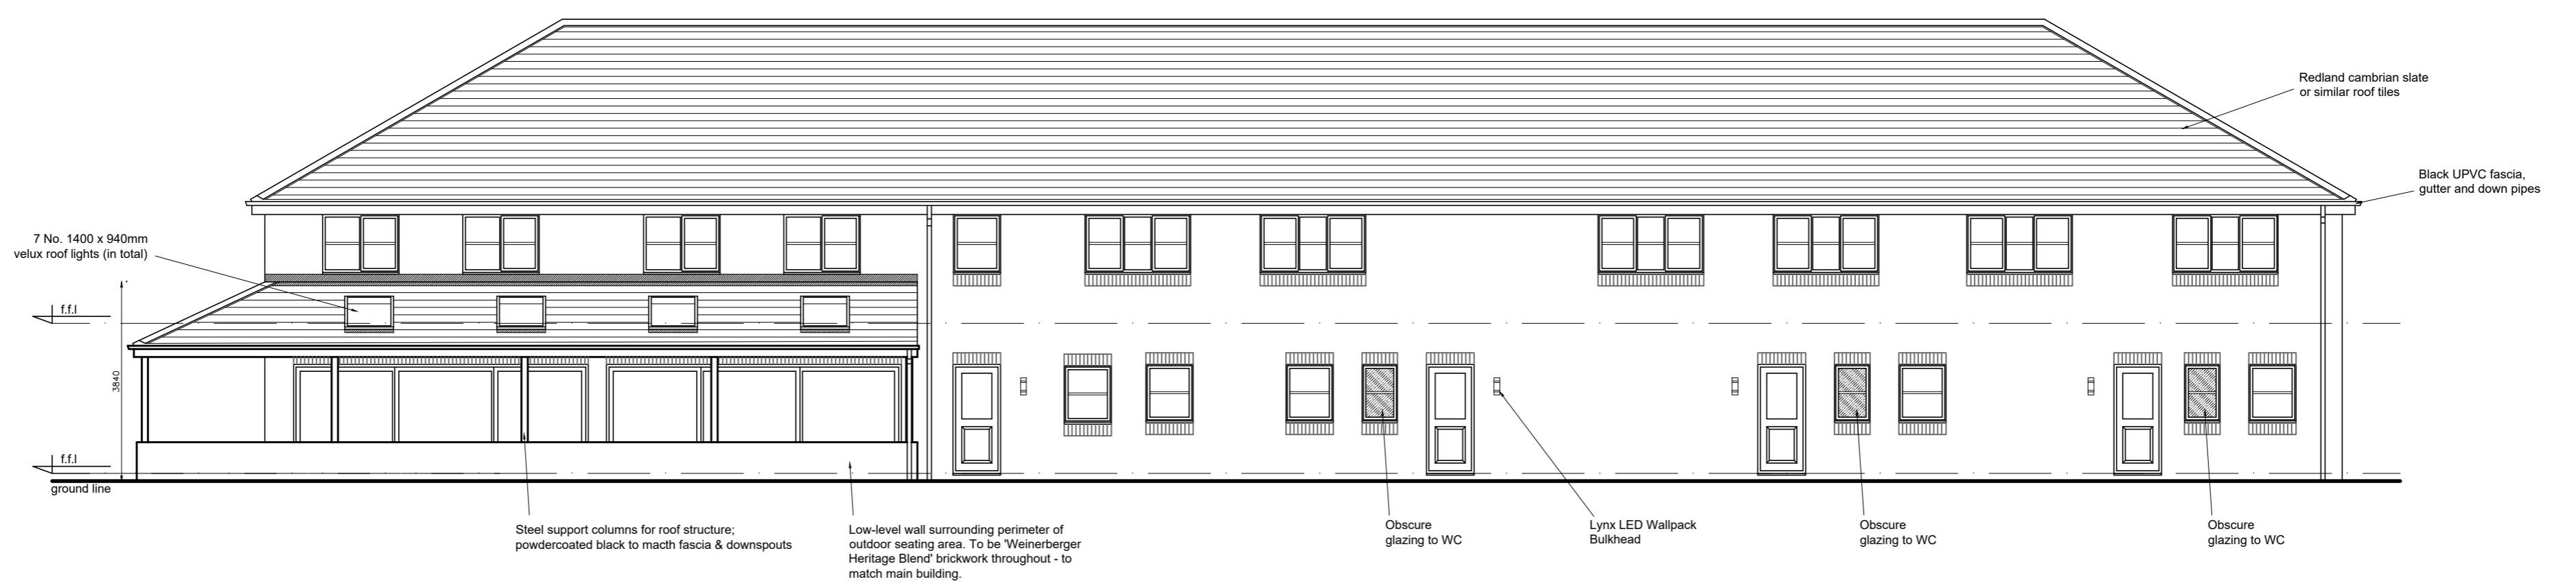 Redland cambrian slate
or similar roof tiles
Black UPVC fascia,
gutter and down pipes
7 No. 1400 x 940mm
velux roof lights (in total)
f.f.l
3840
f.f.l
ground line
Steel support columns for roof structure;
powdercoated black to macth fascia & downspouts
Low-level wall surrounding perimeter of
outdoor seating area. To be 'Weinerberger
Heritage Blend' brickwork throughout - to
match main building.
Obscure
glazing to WC
Lynx LED Wallpack
Bulkhead
Obscure
glazing to WC
Obscure
glazing to WC